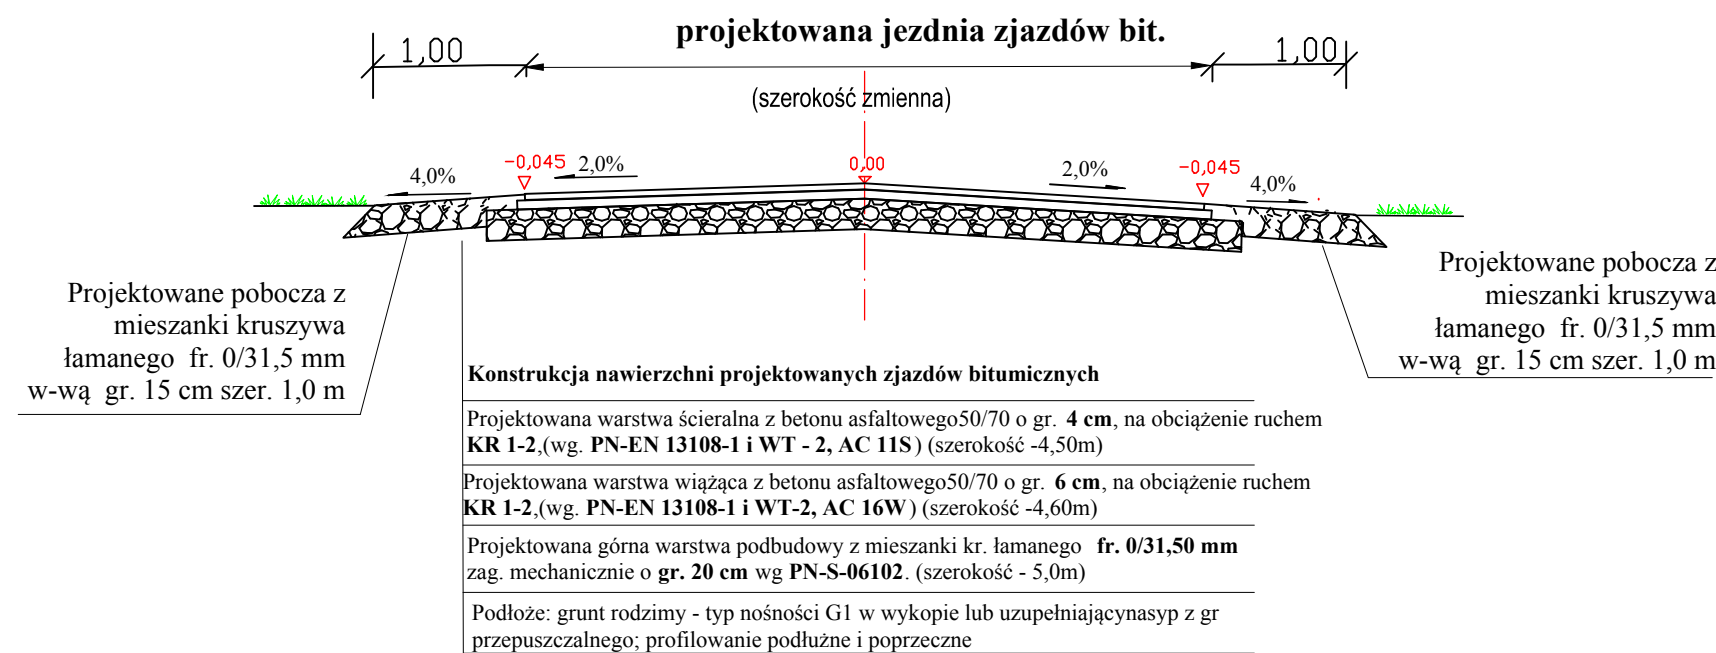 projektowana jezdnia zjazdów bit.
1,00
1,00
(szerokość zmienna)
-0,045
2,0%
0,00
2,0%
-0,045
4,0%
4,0%
Projektowane pobocza z
mieszanki kruszywa
łamanego fr. 0/31,5 mm
w-wą gr. 15 cm szer. 1,0 m
Projektowane pobocza z
mieszanki kruszywa
łamanego fr. 0/31,5 mm
w-wą gr. 15 cm szer. 1,0 m
Konstrukcja nawierzchni projektowanych zjazdów bitumicznych
Projektowana warstwa ścieralna z betonu asfaltowego50/70 o gr. 4 cm, na obciążenie ruchem
KR 1-2,(wg. PN-EN 13108-1 i WT - 2, AC 11S) (szerokość -4,50m)
Projektowana warstwa wiążąca z betonu asfaltowego50/70 o gr. 6 cm, na obciążenie ruchem
KR 1-2,(wg. PN-EN 13108-1 i WT-2, AC 16W) (szerokość -4,60m)
Projektowana górna warstwa podbudowy z mieszanki kr. łamanego fr. 0/31,50 mm
zag. mechanicznie o gr. 20 cm wg PN-S-06102. (szerokość - 5,0m)
Podłoże: grunt rodzimy - typ nośności G1 w wykopie lub uzupełniającynasyp z gr
przepuszczalnego; profilowanie podłużne i poprzeczne